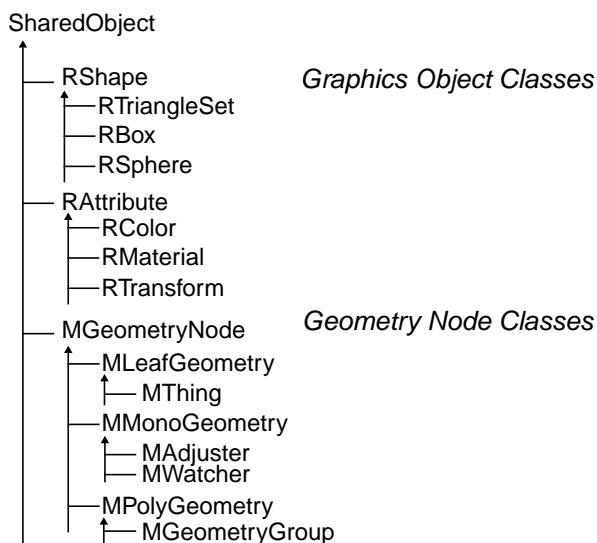 SharedObject
RShape
Graphics Object Classes
RTriangleSet
RBox
RSphere
RAttribute
RColor
RMaterial
RTransform
Geometry Node Classes
MGeometryNode
MLeafGeometry
MThing
MMonoGeometry
MAdjuster
MWatcher
MPolyGeometry
MGeometryGroup